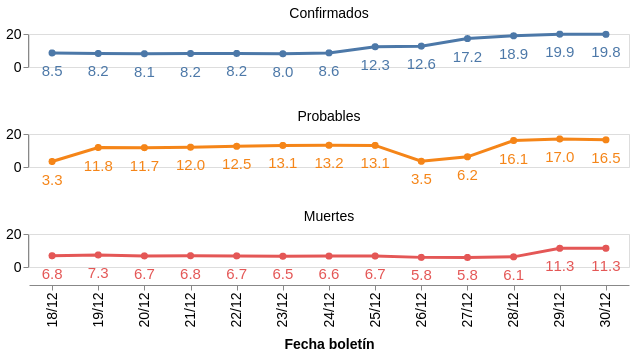 Confirmados
20
0
8.5 8.2 8.1 8.2 8.2 8.0 8.6 12.3 12.6 17.2 18.9 19.9 19.8
Probables
20
0
3.3 11.8 11.7 12.0 12.5 13.1 13.2 13.1 3.5 6.2 16.1 17.0 16.5
Muertes
20
0
6.8 7.3 6.7 6.8 6.7 6.5 6.6 6.7 5.8 5.8 6.1 11.3 11.3
18/12 19/12 20/12 21/12 22/12 23/12 24/12 25/12 26/12 27/12 28/12 29/12 30/12
Fecha boletín